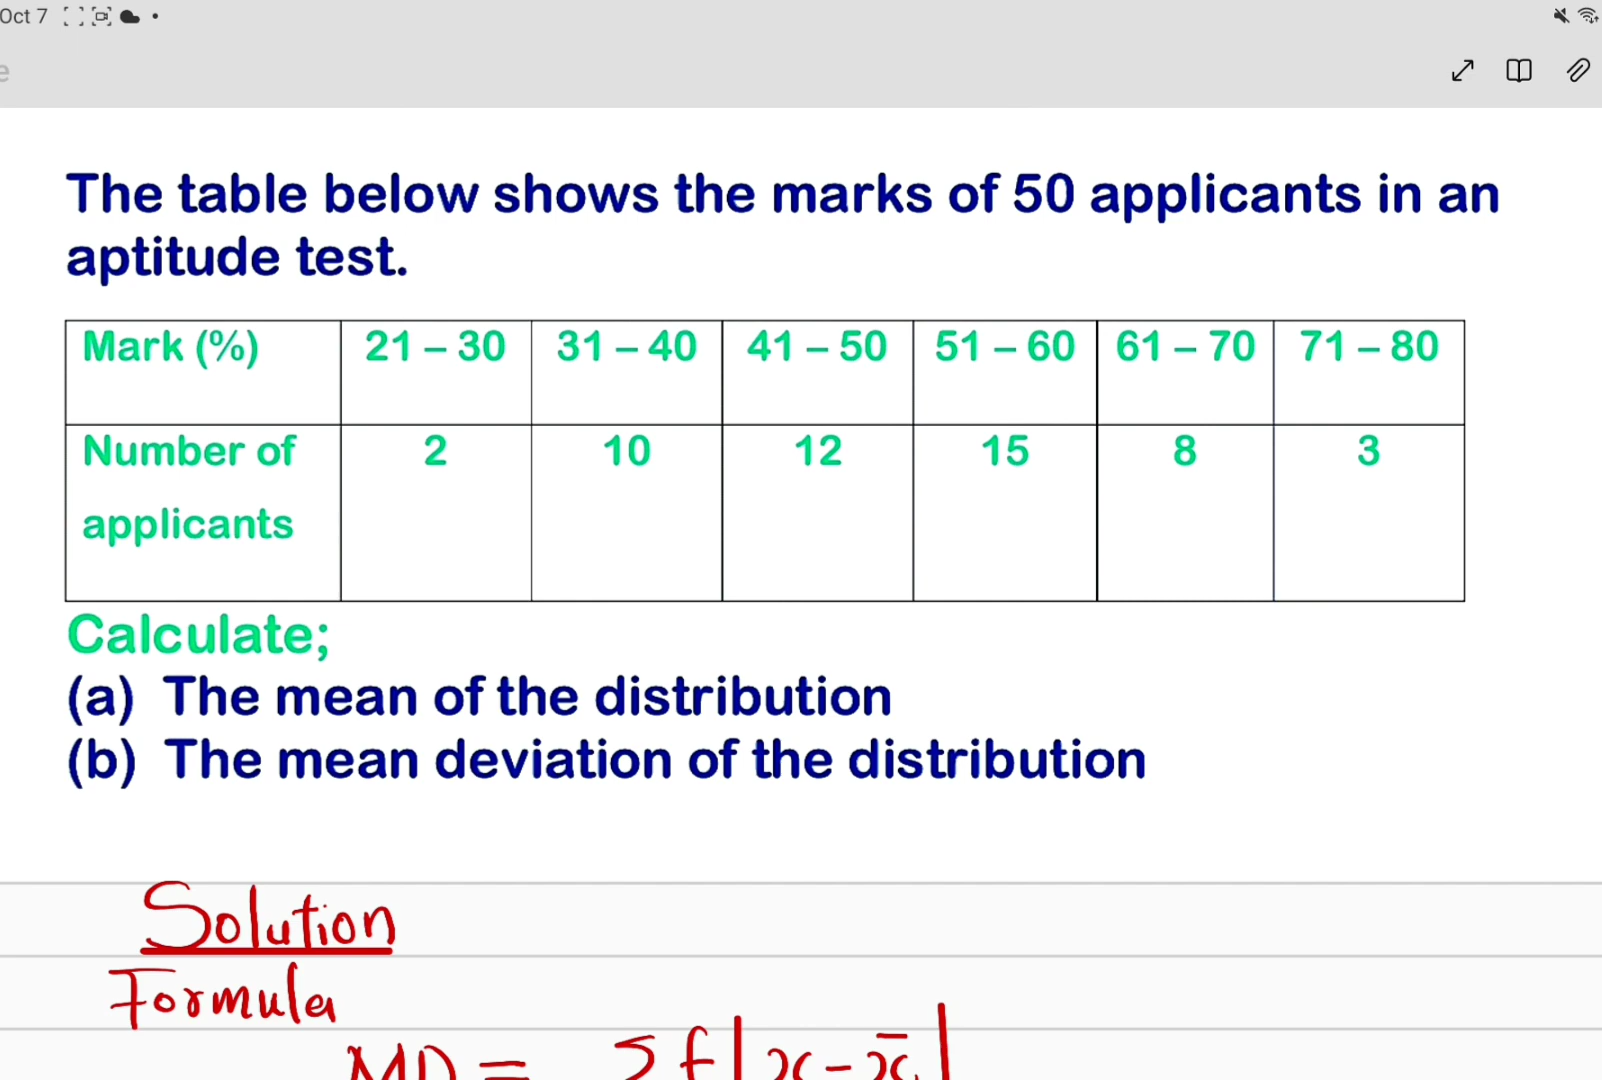 Oct 7
e
The table below shows the marks of 50 applicants in an
aptitude test.
Mark (%) 21 – 30 31 – 40 41 – 50 51 – 60 61 – 70 71 – 80
Number of applicants 2 10 12 15 8 3
Calculate;
(a) The mean of the distribution
(b) The mean deviation of the distribution
Solution
Formula
MD = Σf|x-x̄|